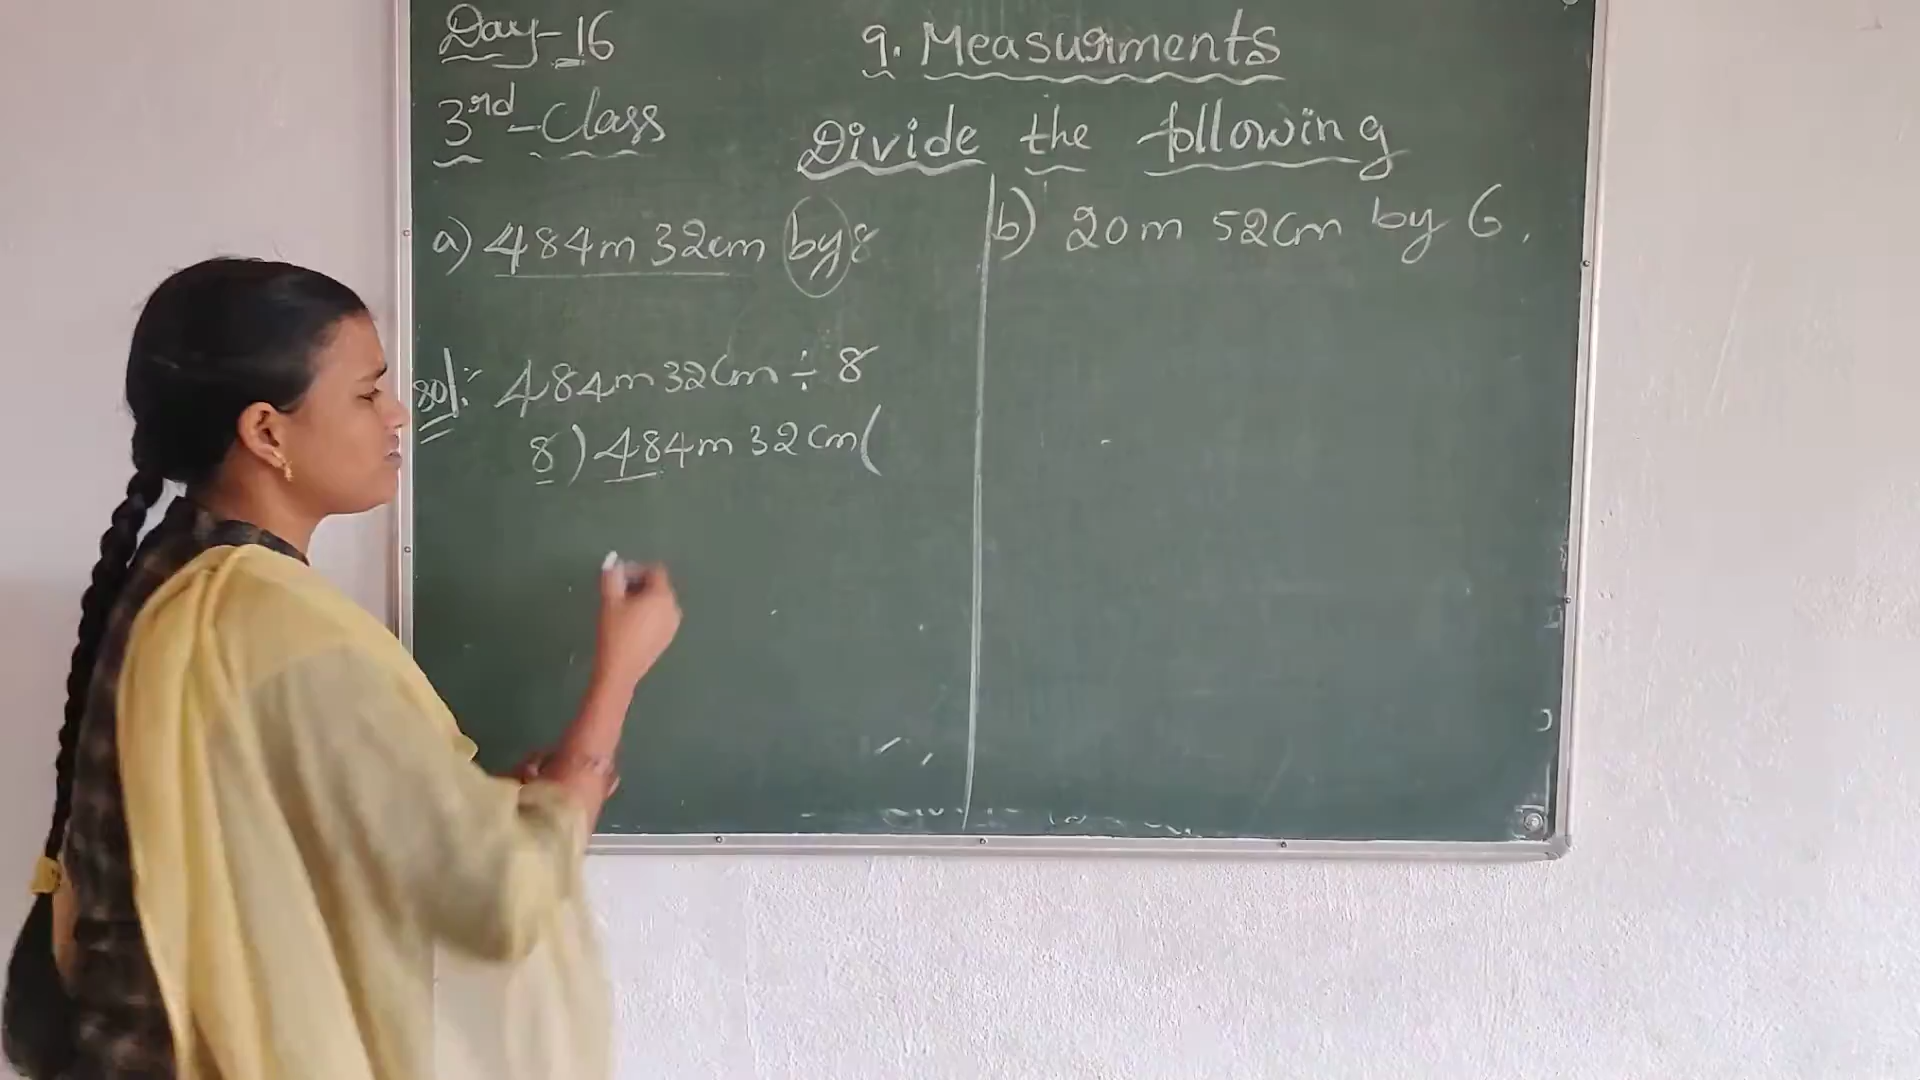 Day-16
9. Measurments
3rd-Class
Divide the following
a) 484m 32cm by 8
b) 20m 52cm by 6.
Sol:- 484m 32cm ÷ 8
8) 484m 32cm (